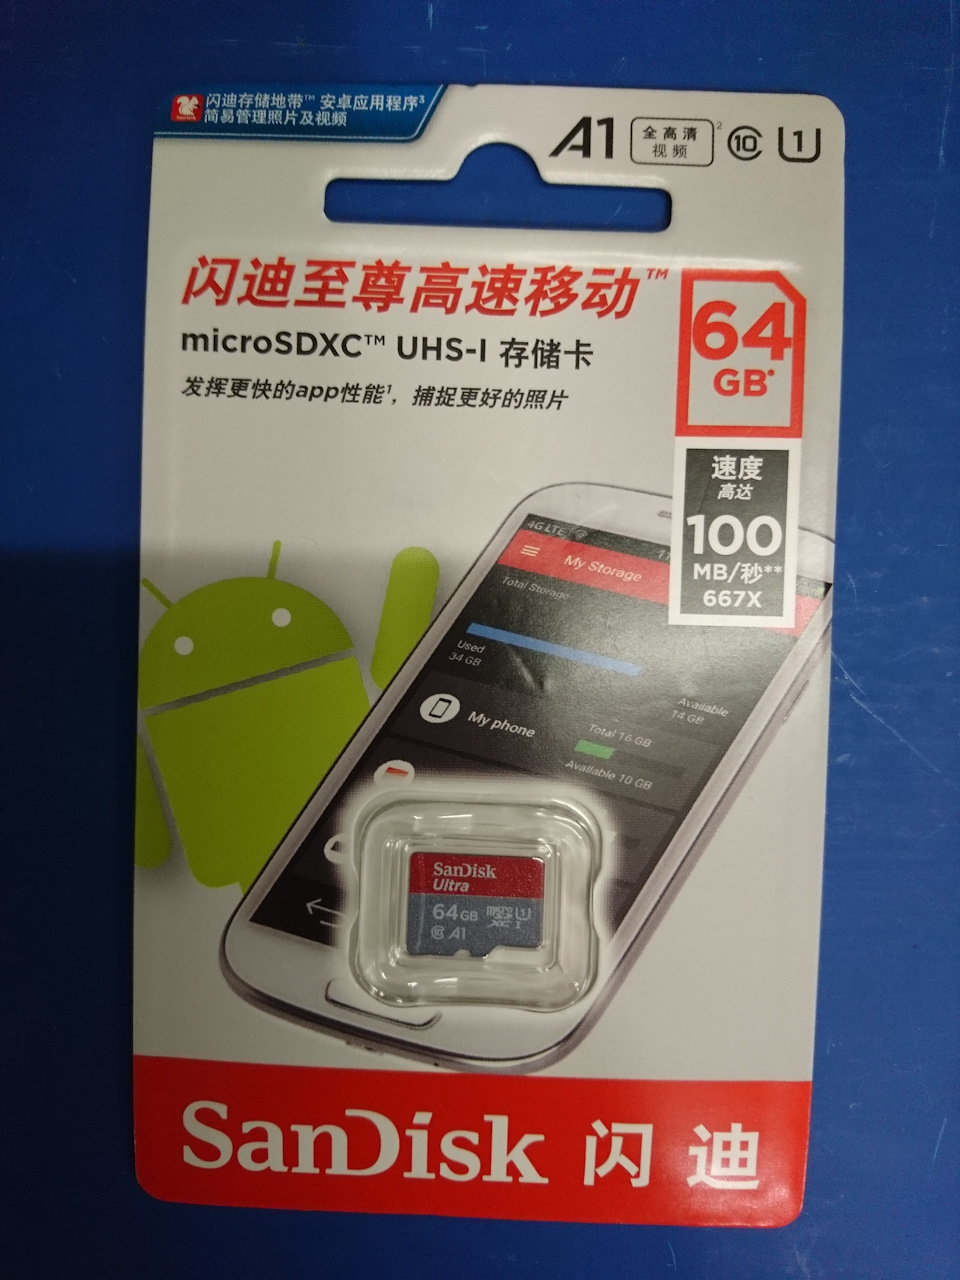 闪迪存储地带™ 安卓应用程序³
简易管理照片及视频
A1
全高清²
视频
10
U1
闪迪至尊高速移动™
microSDXC™ UHS-I 存储卡
发挥更快的app性能¹，捕捉更好的照片
64
GB*
速度
高达
100
MB/秒**
667X
4G LTE
My Storage
Total Storage
Used
34 GB
Available
14 GB
My phone
Total 16 GB
Available 10 GB
SanDisk
Ultra
64GB
micro
SD
XC I
U1
10 A1
SanDisk 闪迪